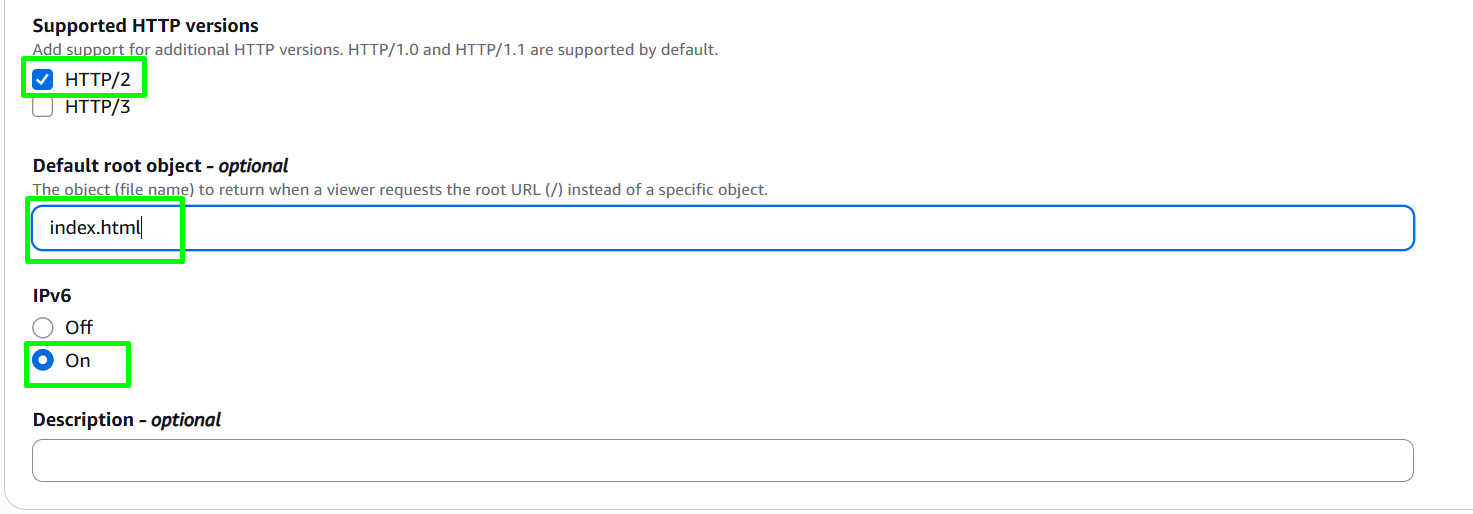 Supported HTTP versions
Add support for additional HTTP versions. HTTP/1.0 and HTTP/1.1 are supported by default.
HTTP/2
HTTP/3
Default root object - optional
The object (file name) to return when a viewer requests the root URL (/) instead of a specific object.
index.html
IPv6
Off
On
Description - optional